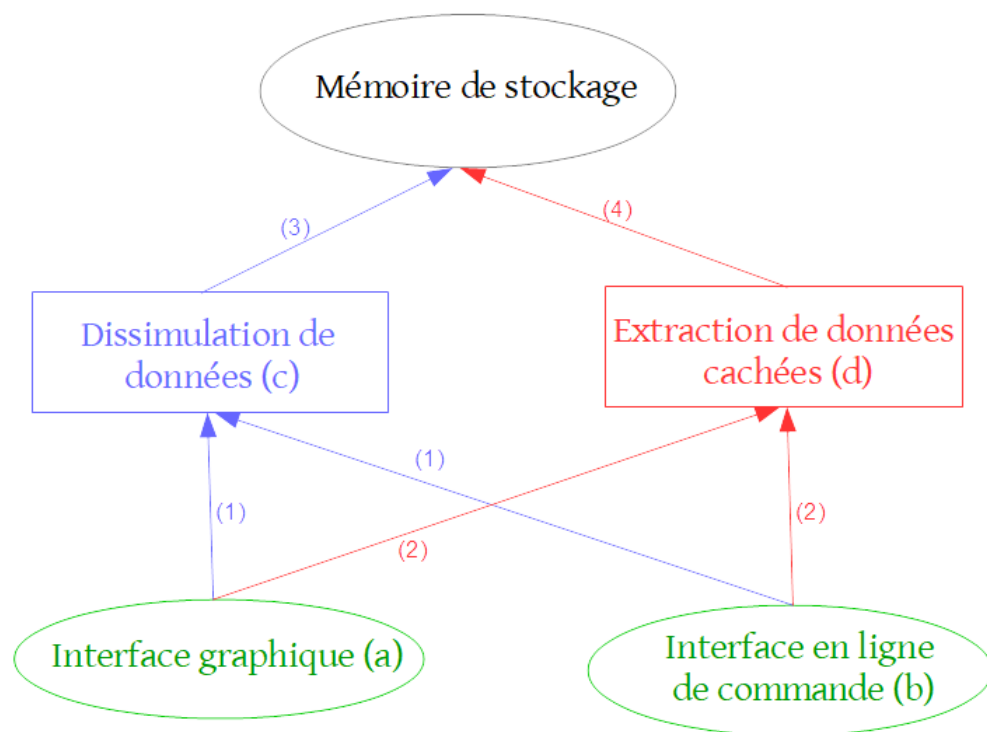 Mémoire de stockage
(3)
(4)
Dissimulation de
données (c)
Extraction de données
cachées (d)
(1)
(1)
(2)
(2)
Interface graphique (a)
Interface en ligne
de commande (b)